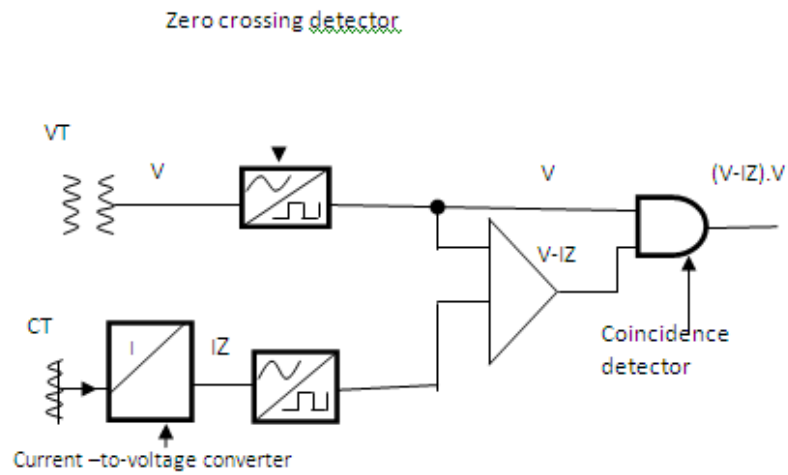 Zero crossing detector
VT
V
V
(V-IZ).V
V-IZ
CT
I
IZ
Coincidence
detector
Current –to-voltage converter